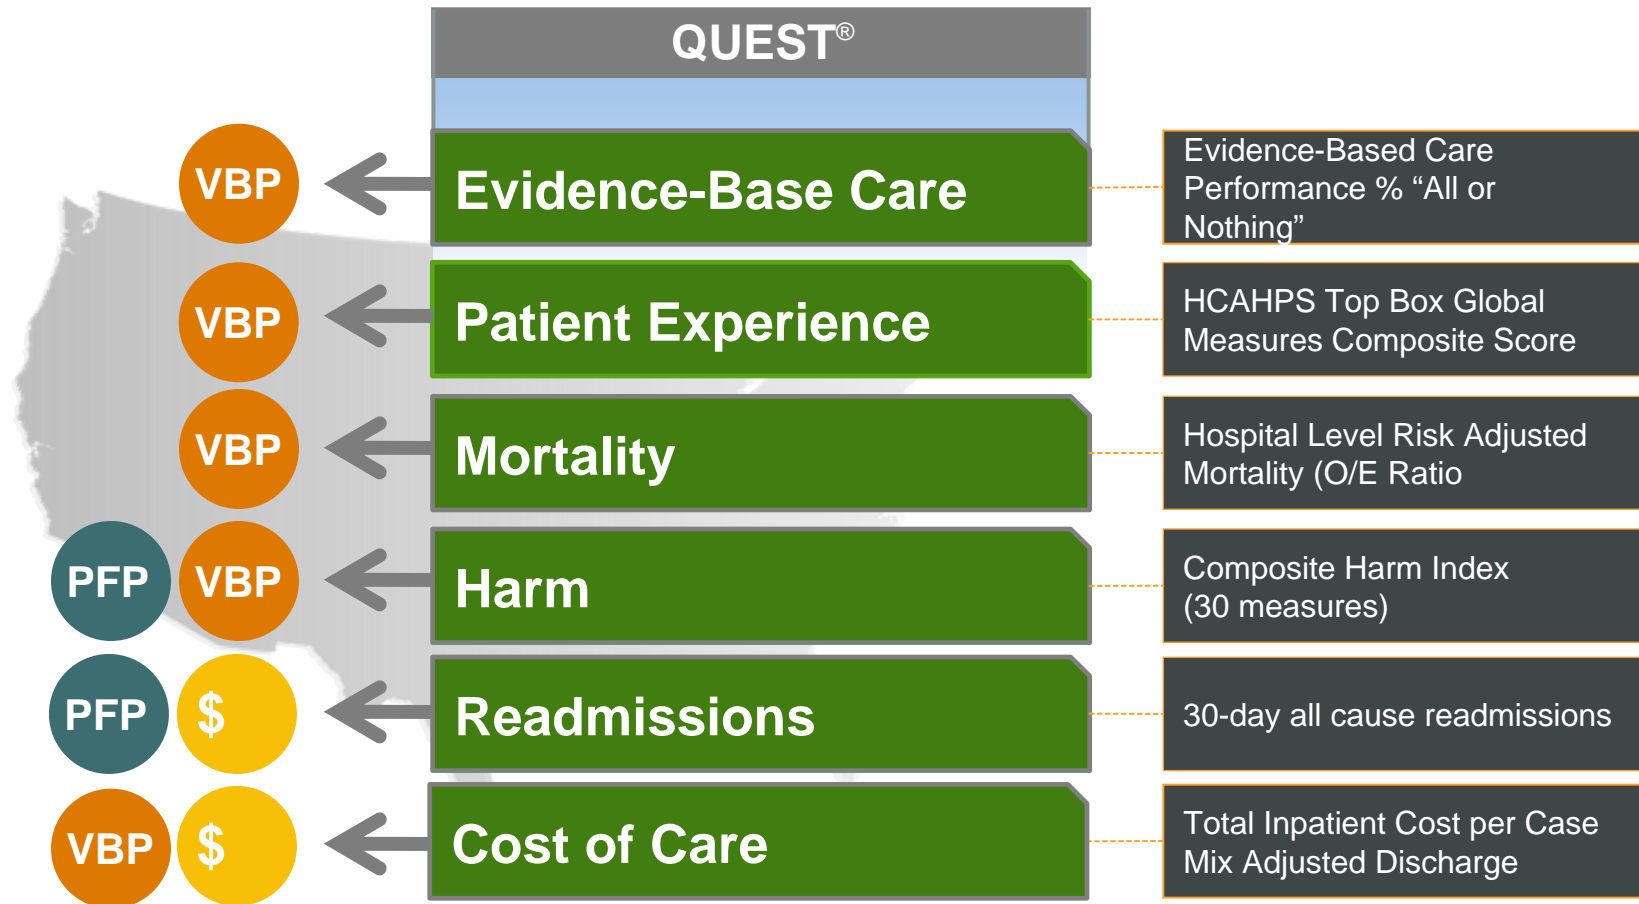 QUEST®
VBP
Evidence-Base Care
Evidence-Based Care
Performance % “All or
Nothing”
VBP
Patient Experience
HCAHPS Top Box Global
Measures Composite Score
VBP
Mortality
Hospital Level Risk Adjusted
Mortality (O/E Ratio
PFP
VBP
Harm
Composite Harm Index
(30 measures)
PFP
$
Readmissions
30-day all cause readmissions
VBP
$
Cost of Care
Total Inpatient Cost per Case
Mix Adjusted Discharge